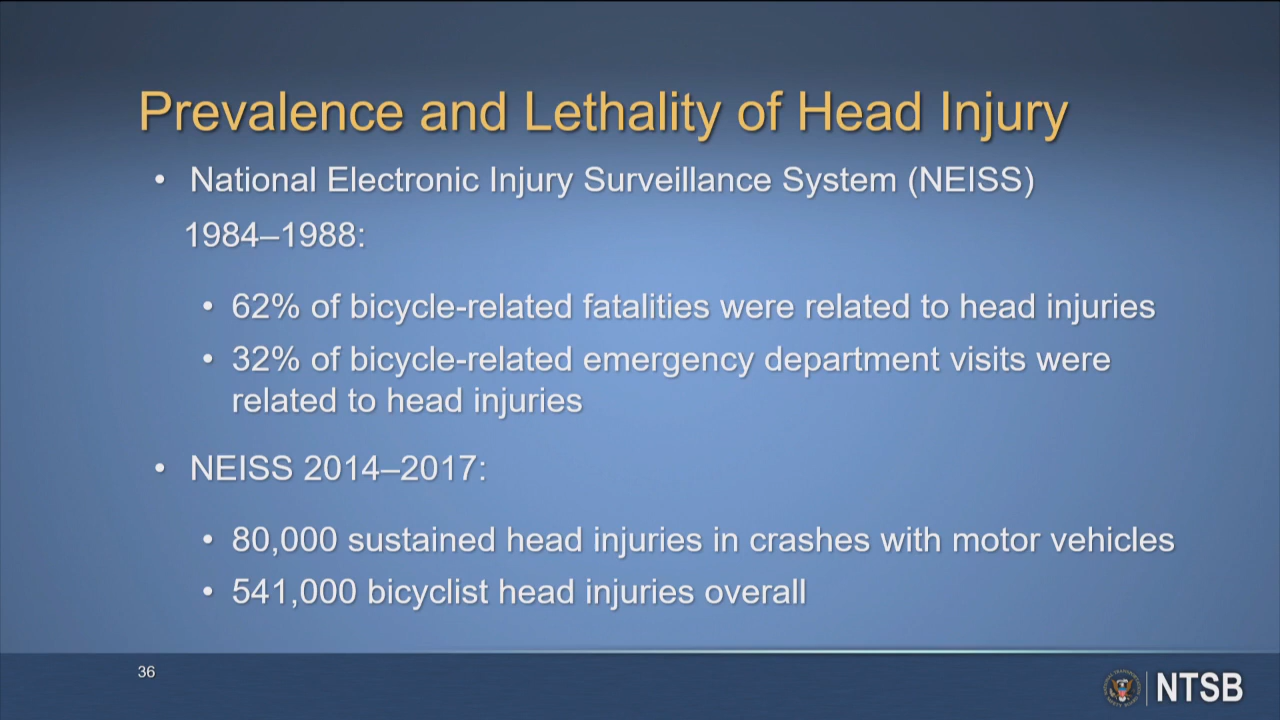 Prevalence and Lethality of Head Injury
• National Electronic Injury Surveillance System (NEISS)
1984–1988:
• 62% of bicycle-related fatalities were related to head injuries
• 32% of bicycle-related emergency department visits were
related to head injuries
• NEISS 2014–2017:
• 80,000 sustained head injuries in crashes with motor vehicles
• 541,000 bicyclist head injuries overall
36
NTSB